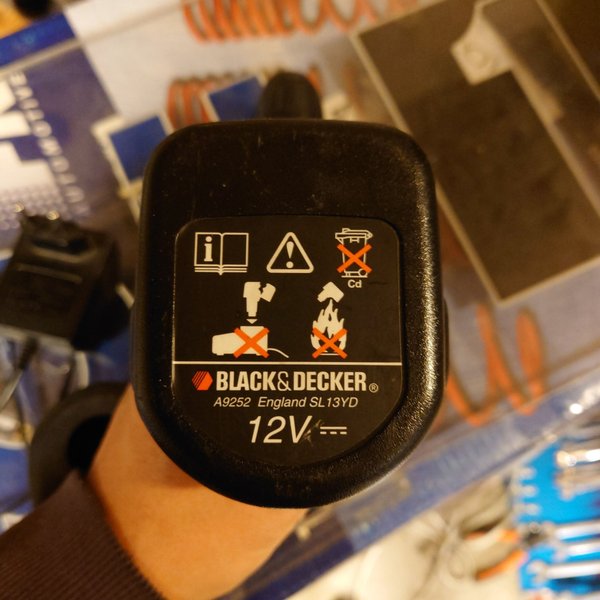 Cd
BLACK&DECKER®
A9252 England SL13YD
12V